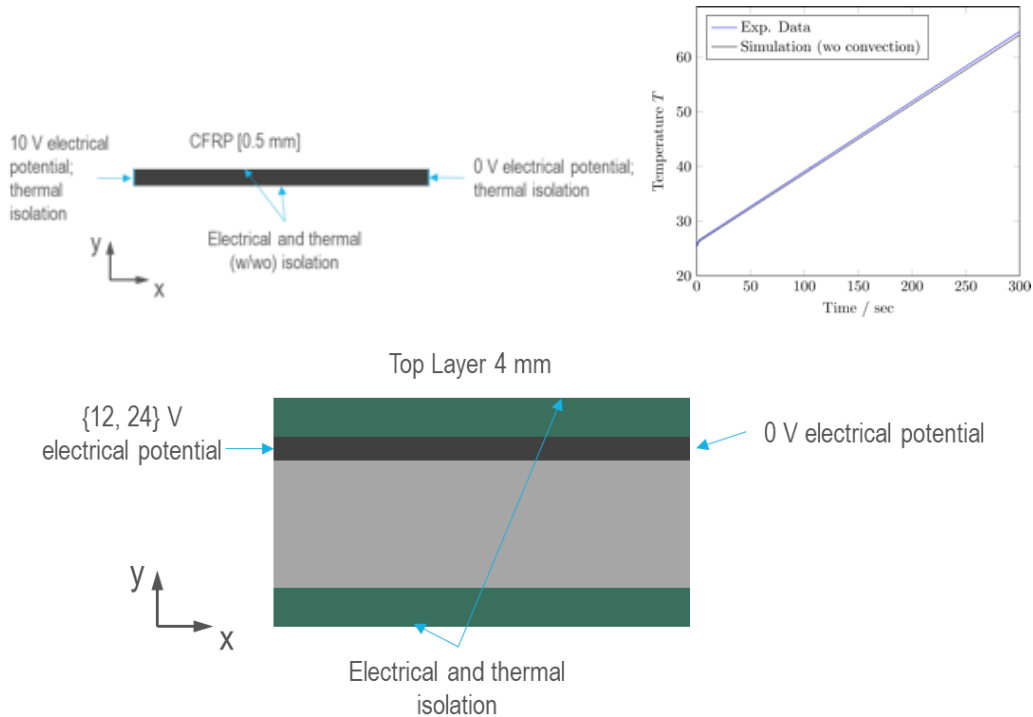 10 V electrical
potential;
thermal
isolation
CFRP [0.5 mm]
0 V electrical potential;
thermal isolation
Electrical and thermal
(w/wo) isolation
y
x
Exp. Data
Simulation (wo convection)
Temperature T
60
50
40
30
20
0
50
100
150
200
250
300
Time / sec
Top Layer 4 mm
{12, 24} V
electrical potential
0 V electrical potential
y
x
Electrical and thermal
isolation